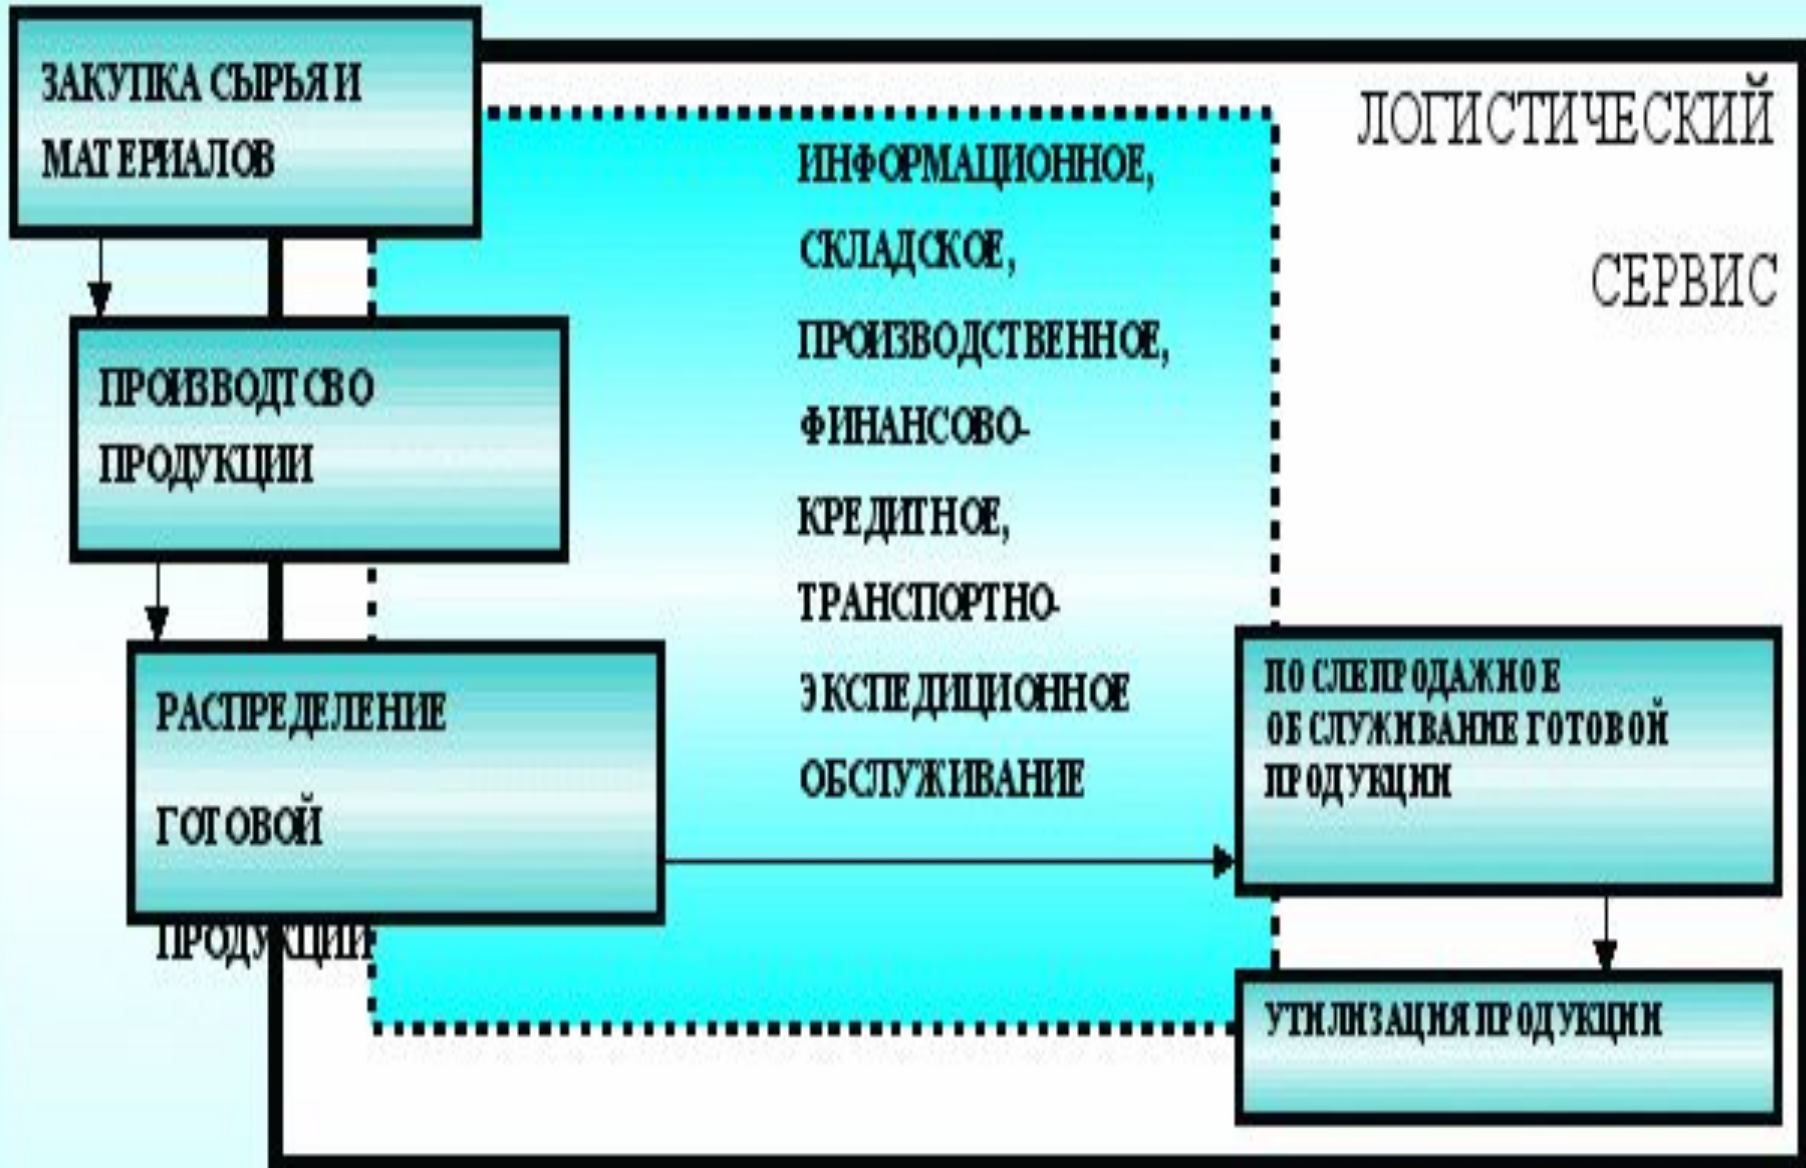 ЗАКУПКА СЫРЬЯ И
МАТЕРИАЛОВ
ПРОИЗВОДТСВО
ПРОДУКЦИИ
РАСПРЕДЕЛЕНИЕ
ГОТОВОЙ
ПРОДУКЦИИ
ИНФОРМАЦИОННОЕ,
СКЛАДСКОЕ,
ПРОИЗВОДСТВЕННОЕ,
ФИНАНСОВО-
КРЕДИТНОЕ,
ТРАНСПОРТНО-
ЭКСПЕДИЦИОННОЕ
ОБСЛУЖИВАНИЕ
ЛОГИСТИЧЕСКИЙ
СЕРВИС
ПОСЛЕПРОДАЖНОЕ
ОБСЛУЖИВАНИЕ ГОТОВОЙ
ПРОДУКЦИИ
УТИЛИЗАЦИЯ ПРОДУКЦИИ